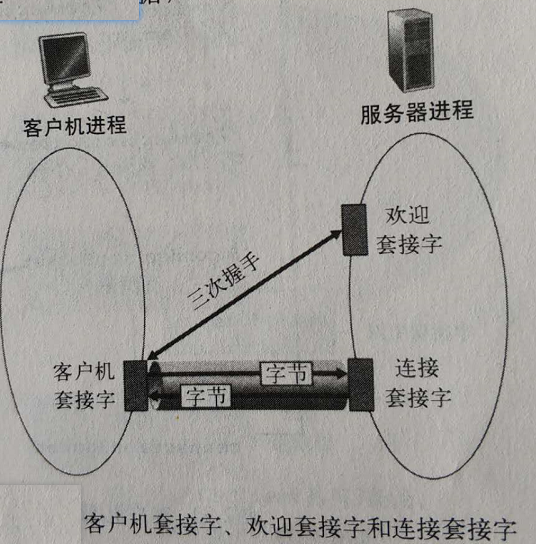 客户机进程
服务器进程
欢迎
套接字
三次握手
客户机
套接字
字节
字节
连接
套接字
客户机套接字、欢迎套接字和连接套接字